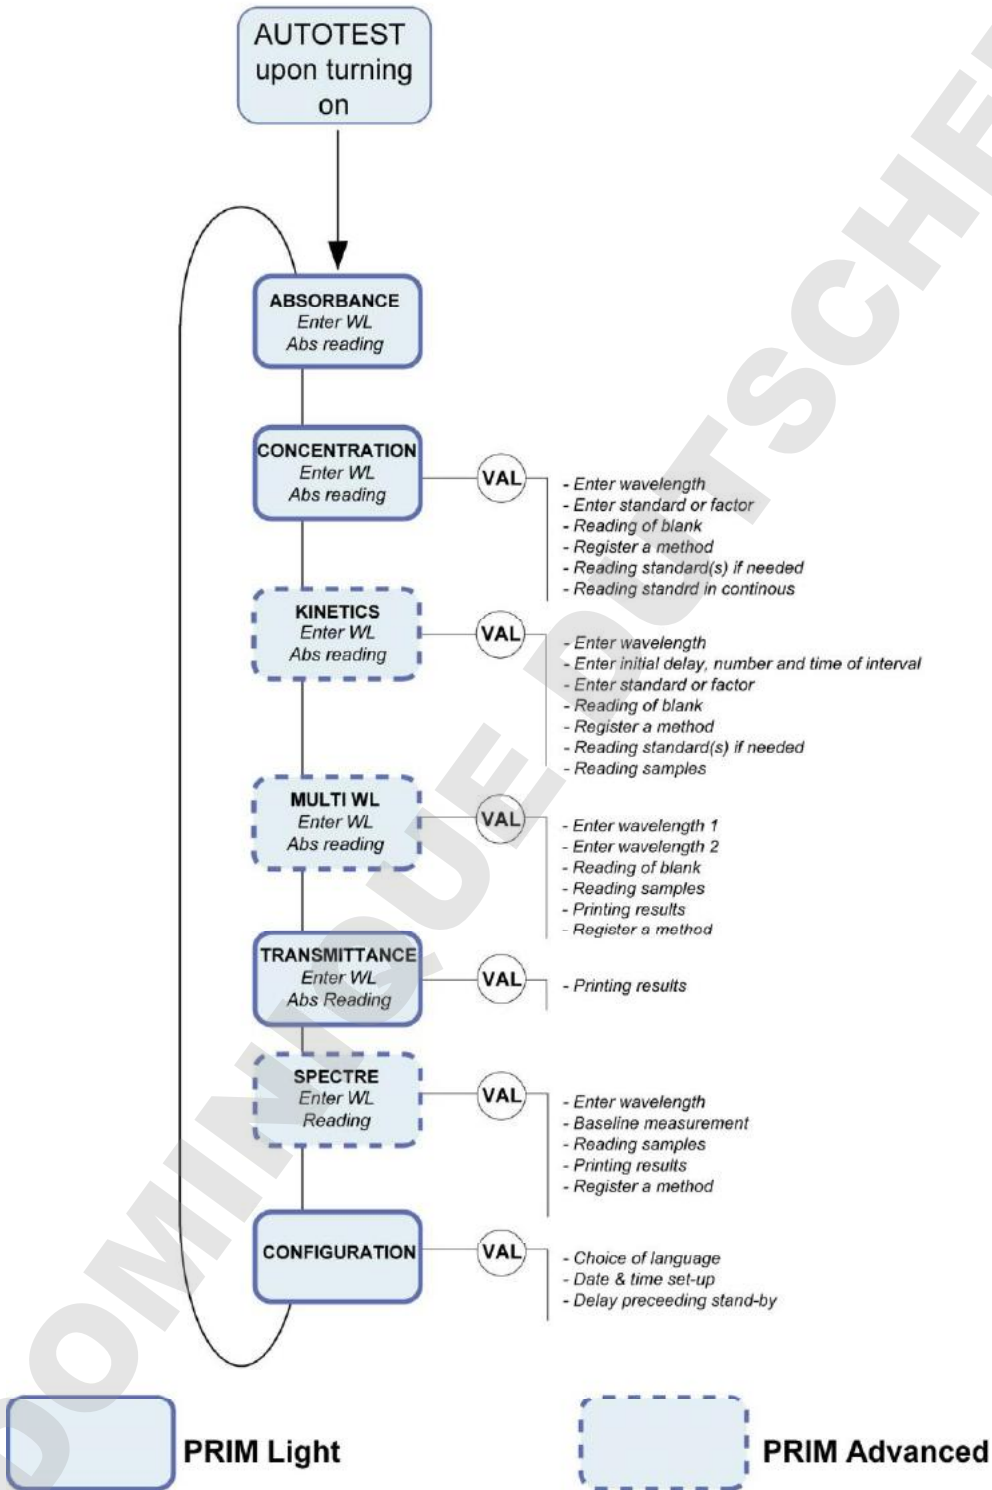 AUTOTEST
upon turning
on
ABSORBANCE
Enter WL
Abs reading
CONCENTRATION
Enter WL
Abs reading
VAL
- Enter wavelength
- Enter standard or factor
- Reading of blank
- Register a method
- Reading standard(s) if needed
- Reading standrd in continous
KINETICS
Enter WL
Abs reading
VAL
- Enter wavelength
- Enter initial delay, number and time of interval
- Enter standard or factor
- Reading of blank
- Register a method
- Reading standard(s) if needed
- Reading samples
MULTI WL
Enter WL
Abs reading
VAL
- Enter wavelength 1
- Enter wavelength 2
- Reading of blank
- Reading samples
- Printing results
- Register a method
TRANSMITTANCE
Enter WL
Abs Reading
VAL
- Printing results
SPECTRE
Enter WL
Reading
VAL
- Enter wavelength
- Baseline measurement
- Reading samples
- Printing results
- Register a method
CONFIGURATION
VAL
- Choice of language
- Date & time set-up
- Delay preceeding stand-by
PRIM Light
PRIM Advanced
DOMINIQUE DUTSCHER